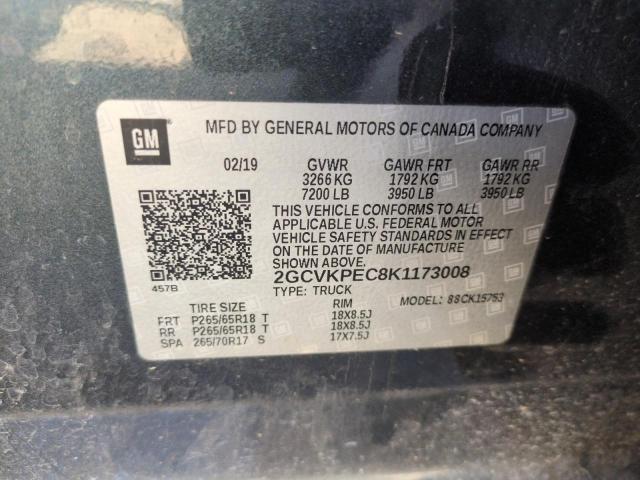 GM
MFD BY GENERAL MOTORS OF CANADA COMPANY
02/19 GVWR GAWR FRT GAWR RR
3266 KG 1792 KG 1792 KG
7200 LB 3950 LB 3950 LB
THIS VEHICLE CONFORMS TO ALL
APPLICABLE U.S. FEDERAL MOTOR
VEHICLE SAFETY STANDARDS IN EFFECT
ON THE DATE OF MANUFACTURE
SHOWN ABOVE.
2GCVKPEC8K1173008
457B
TYPE: TRUCK MODEL: 88CK15753
TIRE SIZE RIM
FRT P265/65R18 T 18X8.5J
RR P265/65R18 T 18X8.5J
SPA 265/70R17 S 17X7.5J